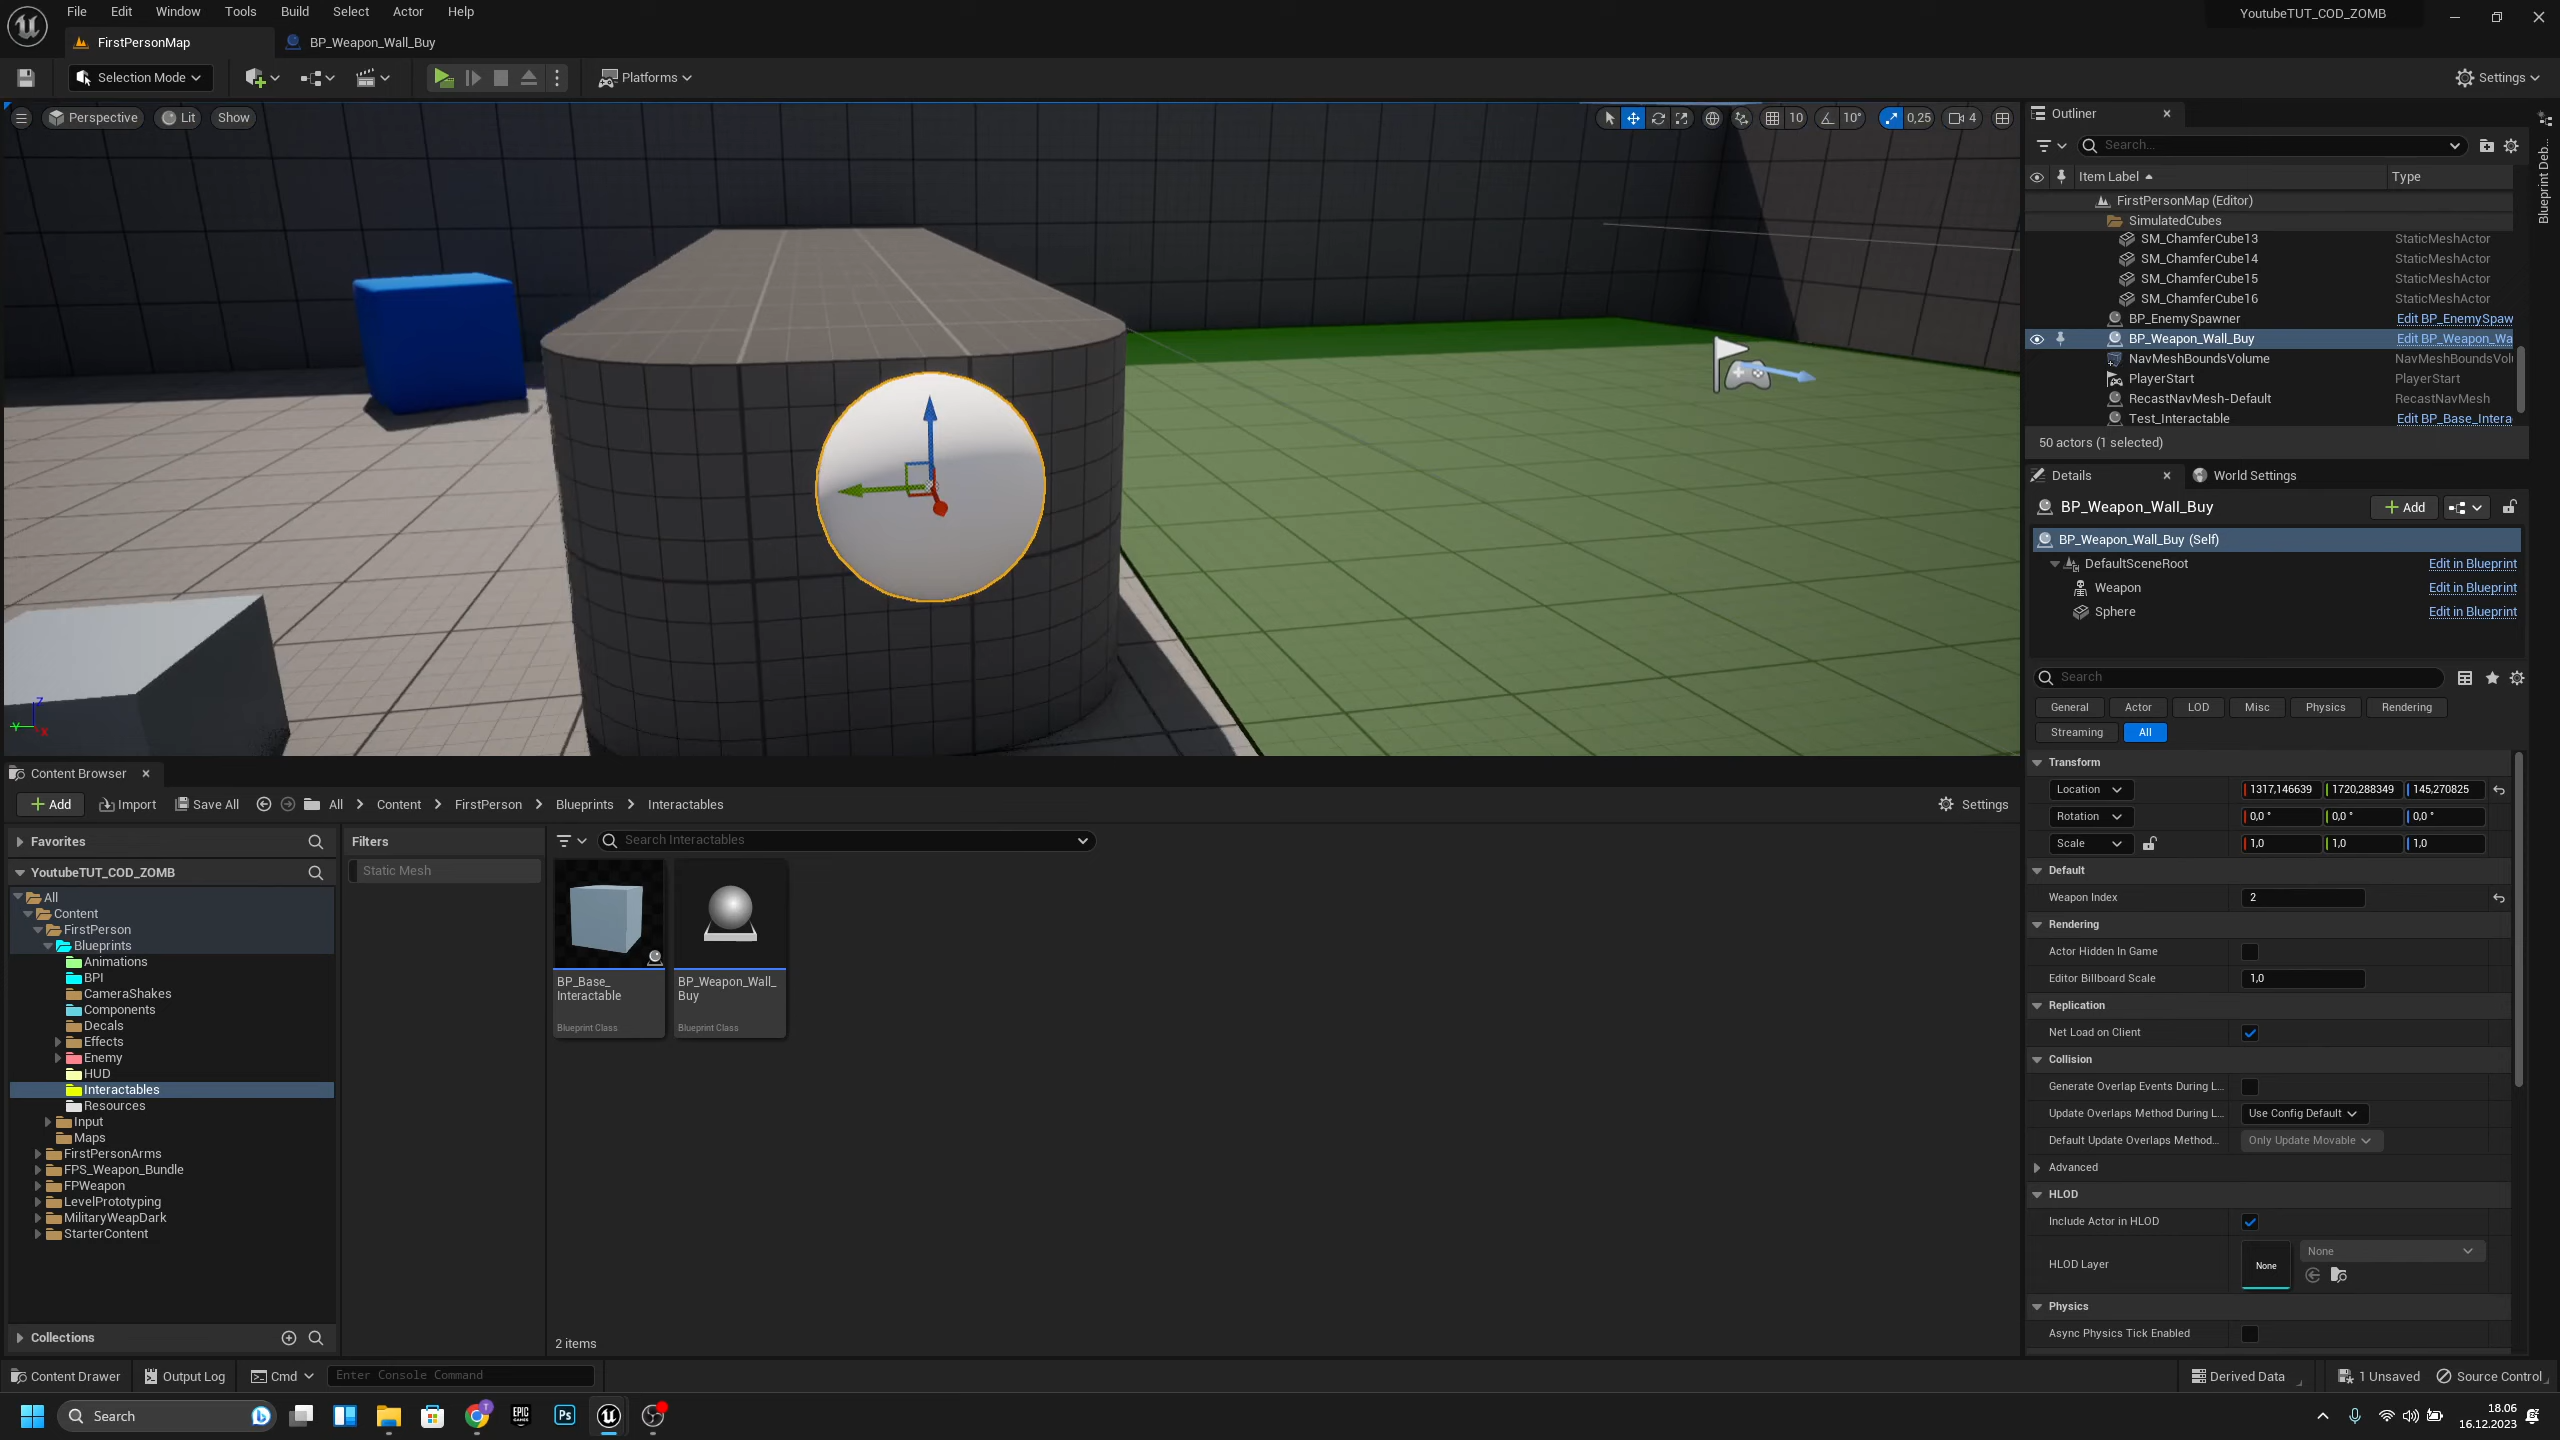 File Edit Window Tools Build Select Actor Help
YoutubeTUT_COD_ZOMB
FirstPersonMap
BP_Weapon_Wall_Buy
Selection Mode
Platforms
Settings
Perspective
Lit
Show
10
10°
0,25
4
Outliner
Search...
Item Label
Type
FirstPersonMap (Editor)
SimulatedCubes
SM_ChamferCube13 StaticMeshActor
SM_ChamferCube14 StaticMeshActor
SM_ChamferCube15 StaticMeshActor
SM_ChamferCube16 StaticMeshActor
BP_EnemySpawner Edit BP_EnemySpaw
BP_Weapon_Wall_Buy Edit BP_Weapon_Wa
NavMeshBoundsVolume NavMeshBoundsVolu
PlayerStart PlayerStart
RecastNavMesh-Default RecastNavMesh
Test_Interactable Edit BP_Base_Intera
50 actors (1 selected)
Blueprint Deb...
Details
World Settings
BP_Weapon_Wall_Buy
Add
BP_Weapon_Wall_Buy (Self)
DefaultSceneRoot Edit in Blueprint
Weapon Edit in Blueprint
Sphere Edit in Blueprint
Search
General Actor LOD Misc Physics Rendering
Streaming All
Transform
Location 1317,146639 1720,288349 145,270825
Rotation 0,0 ° 0,0 ° 0,0 °
Scale 1,0 1,0 1,0
Default
Weapon Index 2
Rendering
Actor Hidden In Game
Editor Billboard Scale 1,0
Replication
Net Load on Client
Collision
Generate Overlap Events During L...
Update Overlaps Method During L... Use Config Default
Default Update Overlaps Method... Only Update Movable
Advanced
HLOD
Include Actor in HLOD
HLOD Layer None None
Physics
Async Physics Tick Enabled
Content Browser
Add Import Save All All Content FirstPerson Blueprints Interactables
Settings
Favorites
Filters
Search Interactables
YoutubeTUT_COD_ZOMB
Static Mesh
All
Content
FirstPerson
Blueprints
Animations
BPI
CameraShakes
Components
Decals
Effects
Enemy
HUD
Interactables
Resources
Input
Maps
FirstPersonArms
FPS_Weapon_Bundle
FPWeapon
LevelPrototyping
MilitaryWeapDark
StarterContent
Collections
BP_Base_
Interactable
Blueprint Class
BP_Weapon_Wall_
Buy
Blueprint Class
2 items
Content Drawer Output Log Cmd Enter Console Command
Derived Data 1 Unsaved Source Control
Search
EPIC
GAMES
Ps
18.06
16.12.2023
Z
Y
X